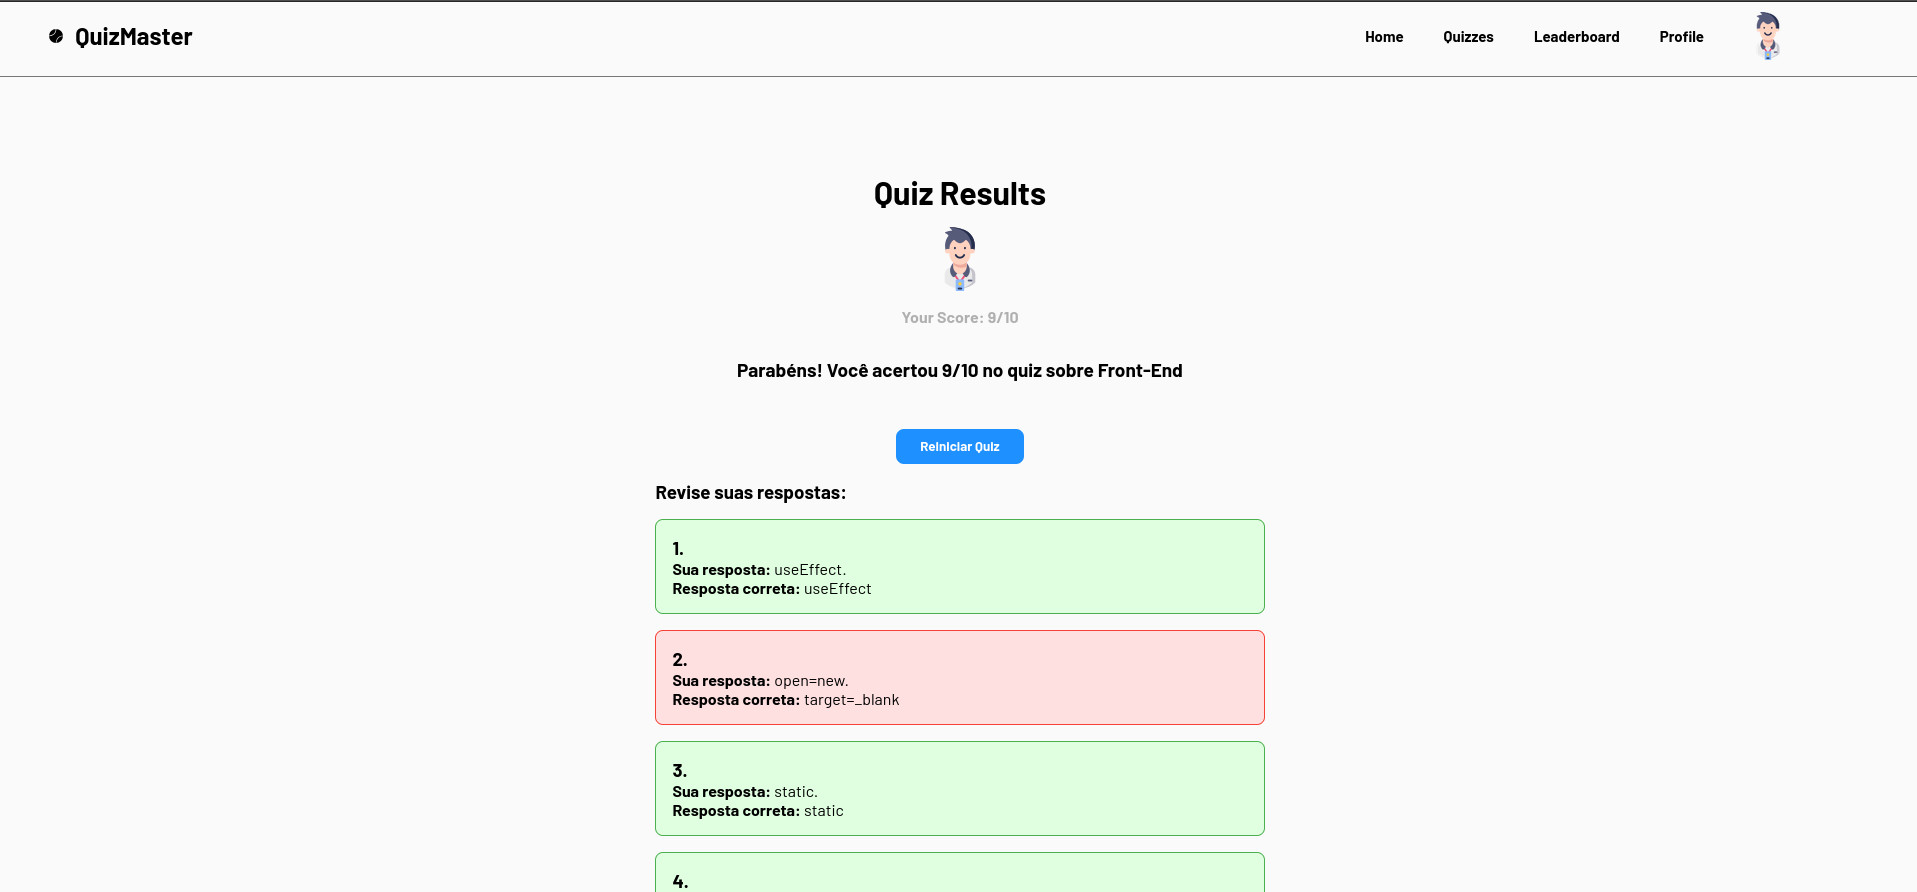 QuizMaster
Home Quizzes Leaderboard Profile
Quiz Results
Your Score: 9/10
Parabéns! Você acertou 9/10 no quiz sobre Front-End
Reiniciar Quiz
Revise suas respostas:
1.
Sua resposta: useEffect.
Resposta correta: useEffect
2.
Sua resposta: open=new.
Resposta correta: target=_blank
3.
Sua resposta: static.
Resposta correta: static
4.